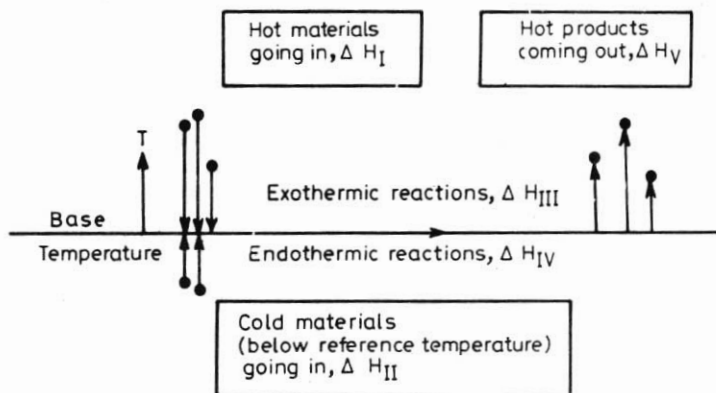 Hot materials
going in, Δ H_I
Hot products
coming out, Δ H_V
T
Exothermic reactions, Δ H_III
Base
Temperature
Endothermic reactions, Δ H_IV
Cold materials
(below reference temperature)
going in, Δ H_II